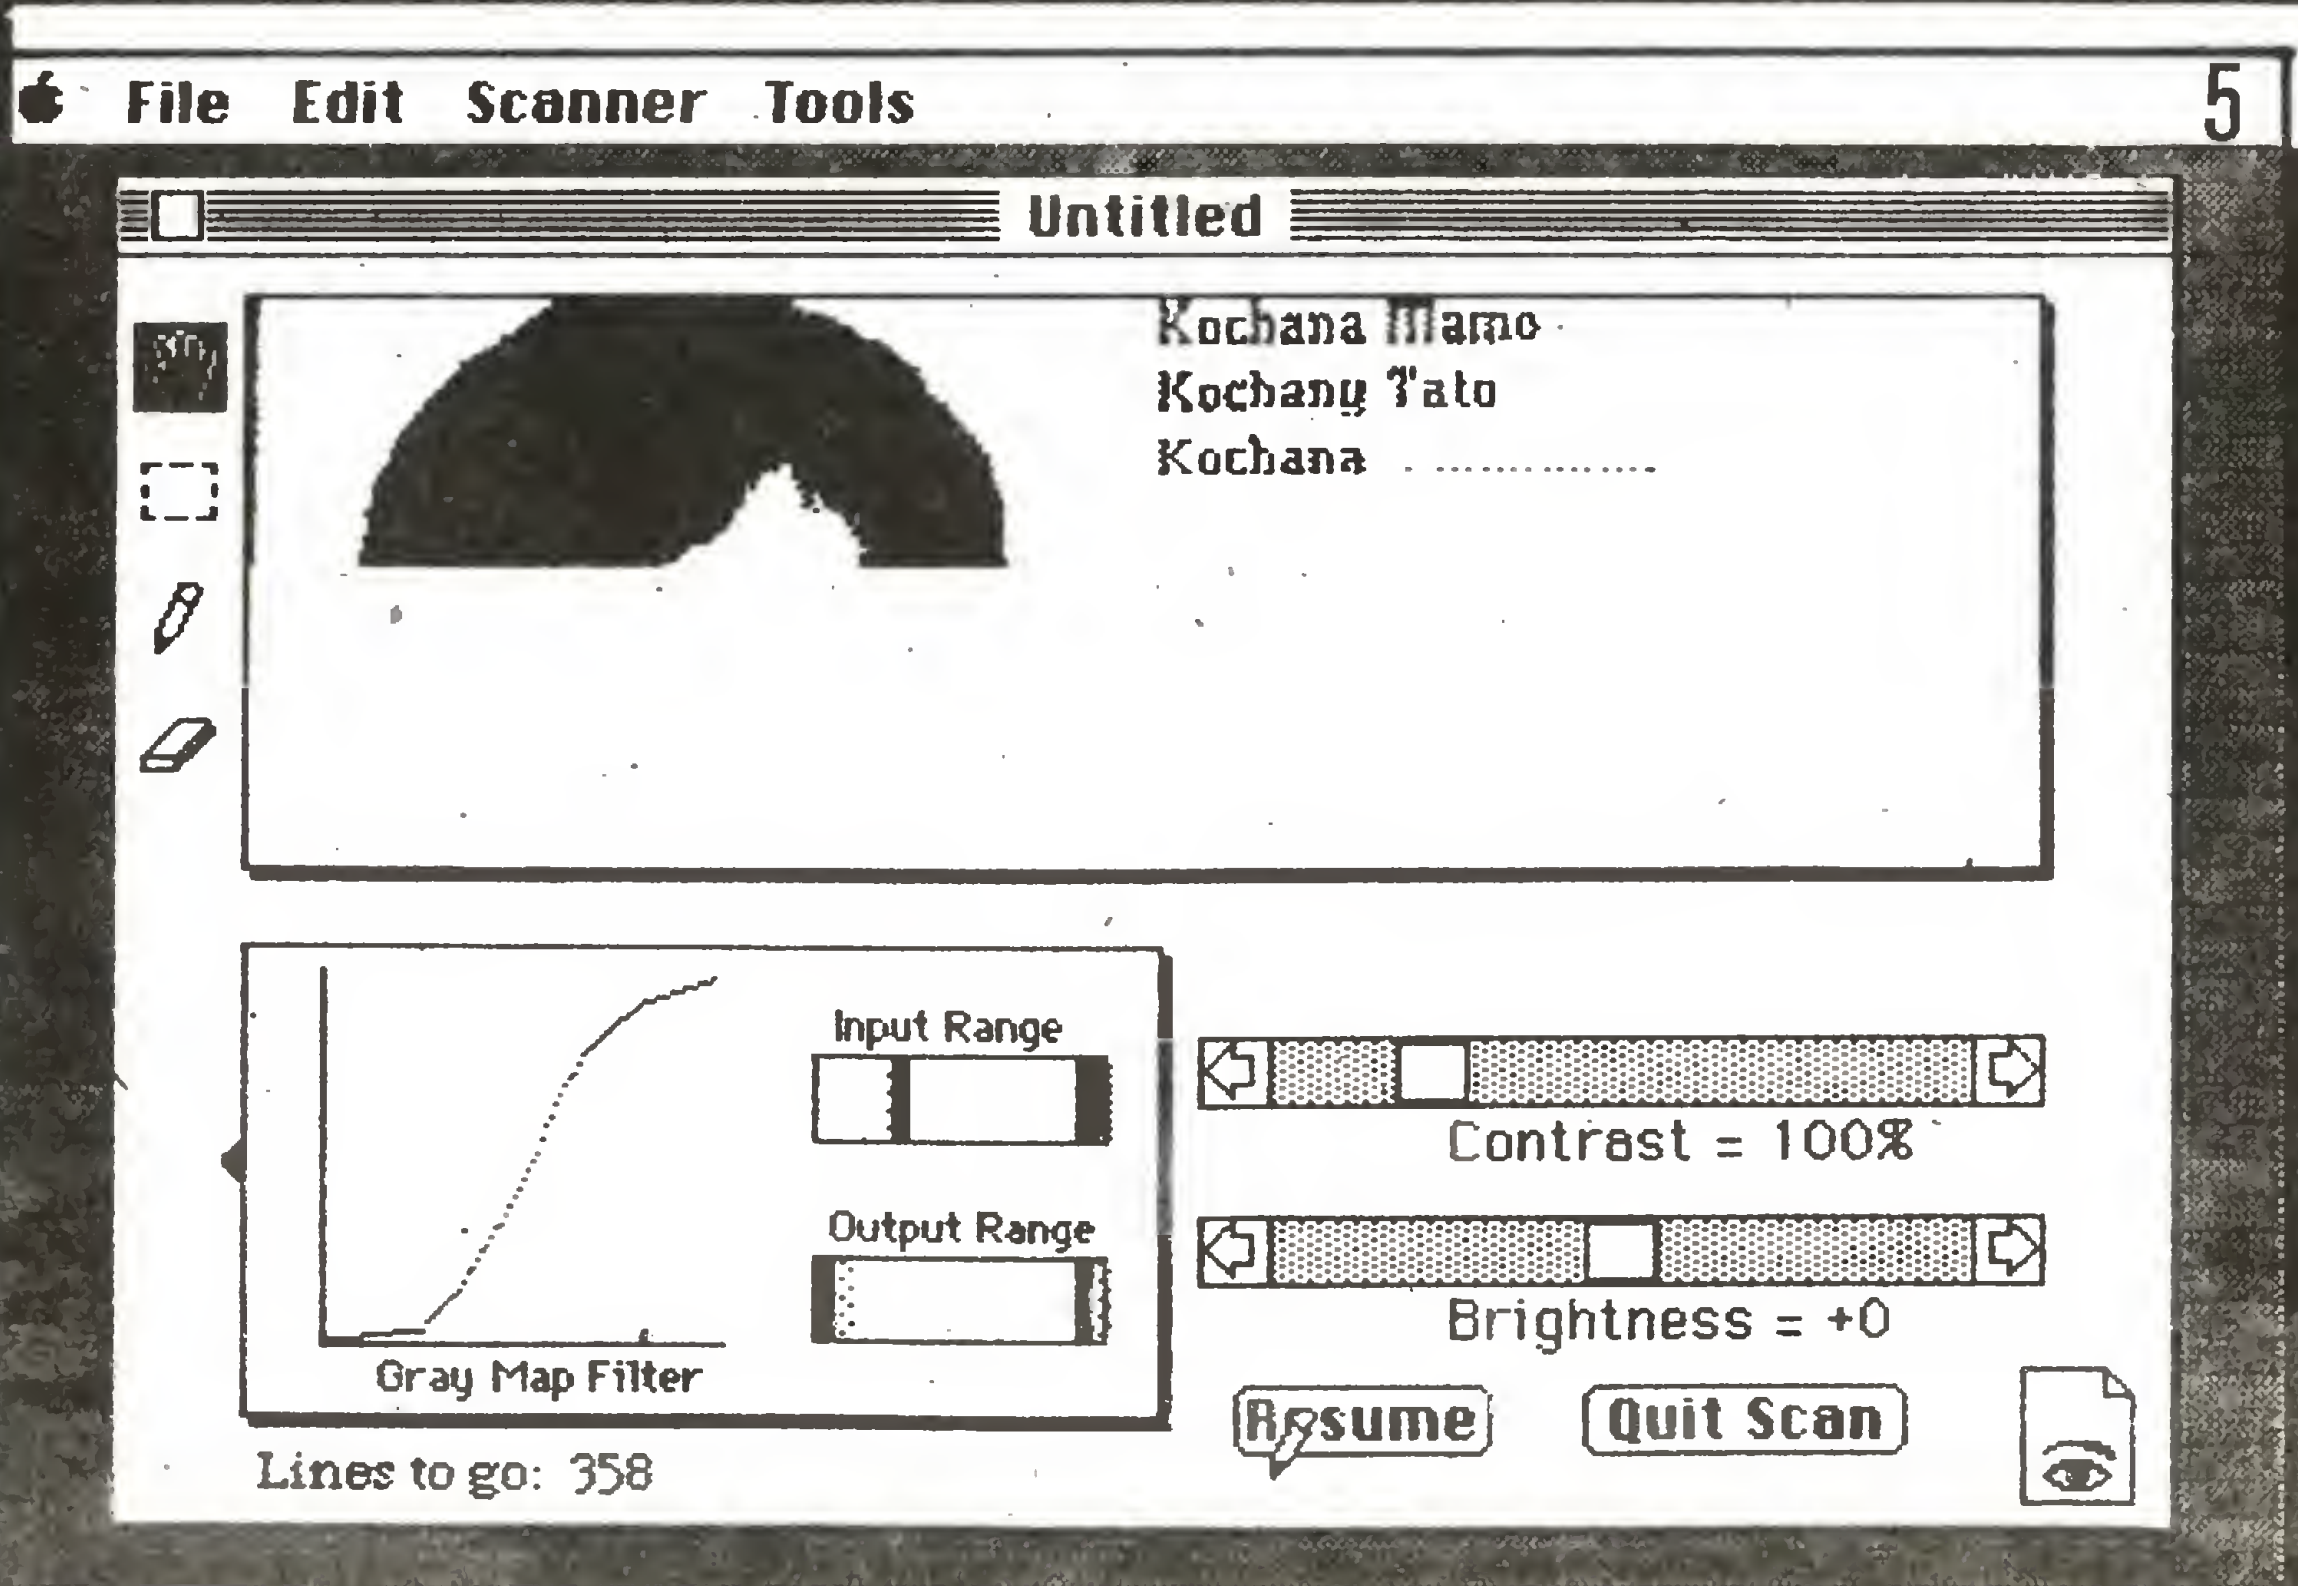 File Edit Scanner Tools
5
Untitled
Kochana Mamo
Kochany Tato
Kochana . ................
Input Range
Output Range
Gray Map Filter
Contrast = 100%
Brightness = +0
Resume
Quit Scan
Lines to go: 358